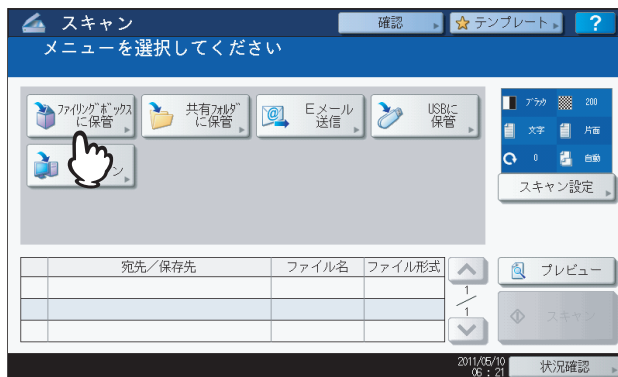 スキャン
確認
テンプレート
?
メニューを選択してください
ファイリングボックス
に保管
共有フォルダ
に保管
Eメール
送信
USBに
保管
ン
ブラック
200
文字
片面
0
自動
スキャン設定
宛先／保存先
ファイル名
ファイル形式
1
1
プレビュー
スキャン
2011/05/10
06 : 21
状況確認